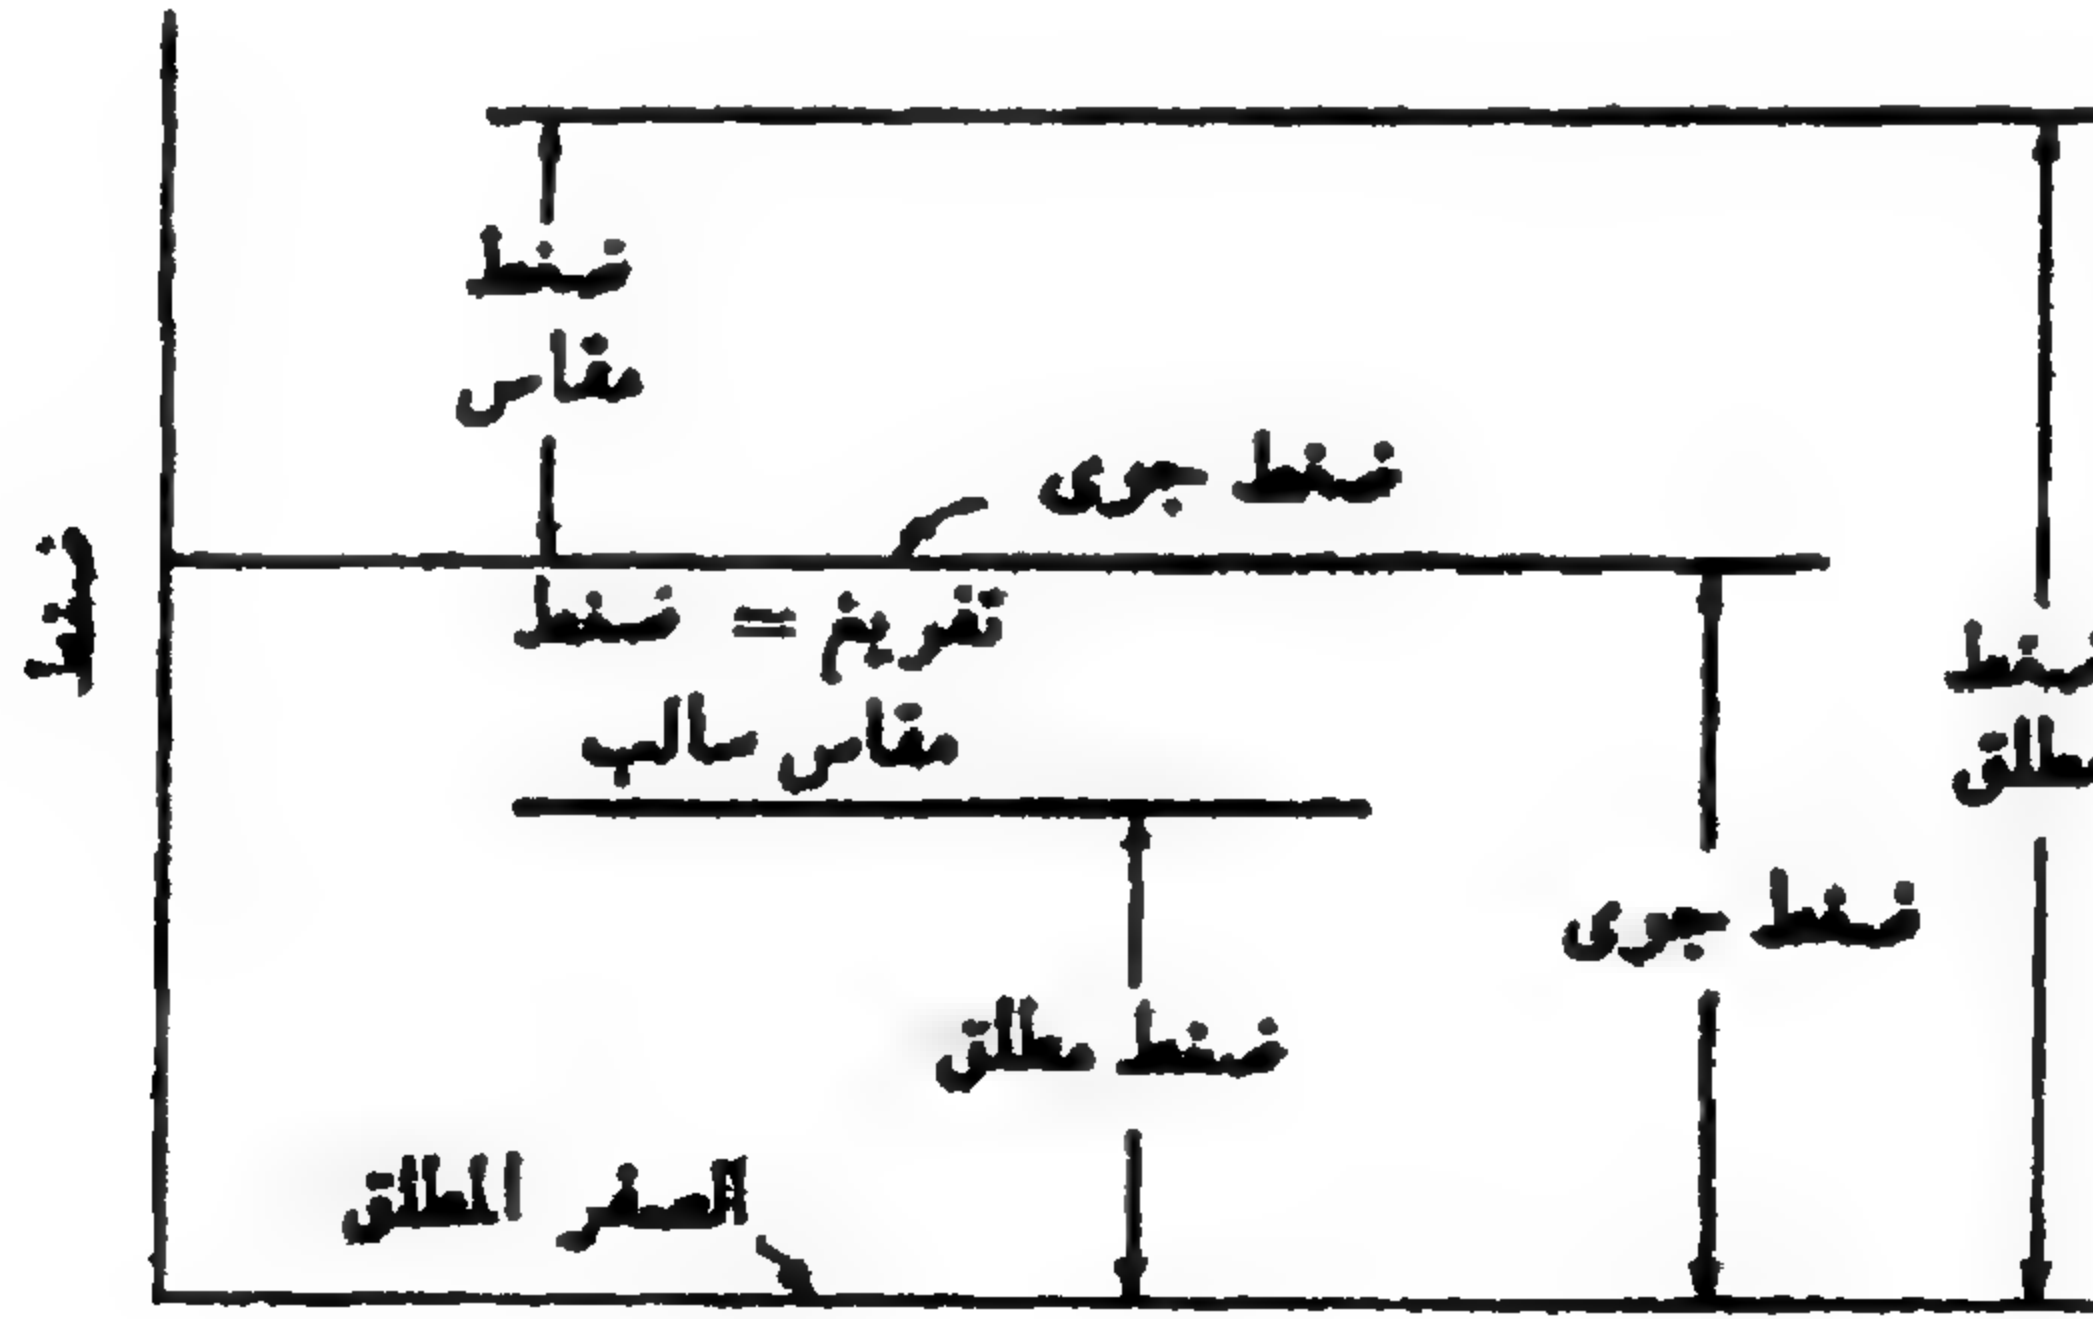 ضغط
مقاس
ضغط جوى
تفريغ = ضغط
مقاس سالب
ضغط
ضغط
مطلق
ضغط جوى
ضغط مطلق
الصفر المطلق